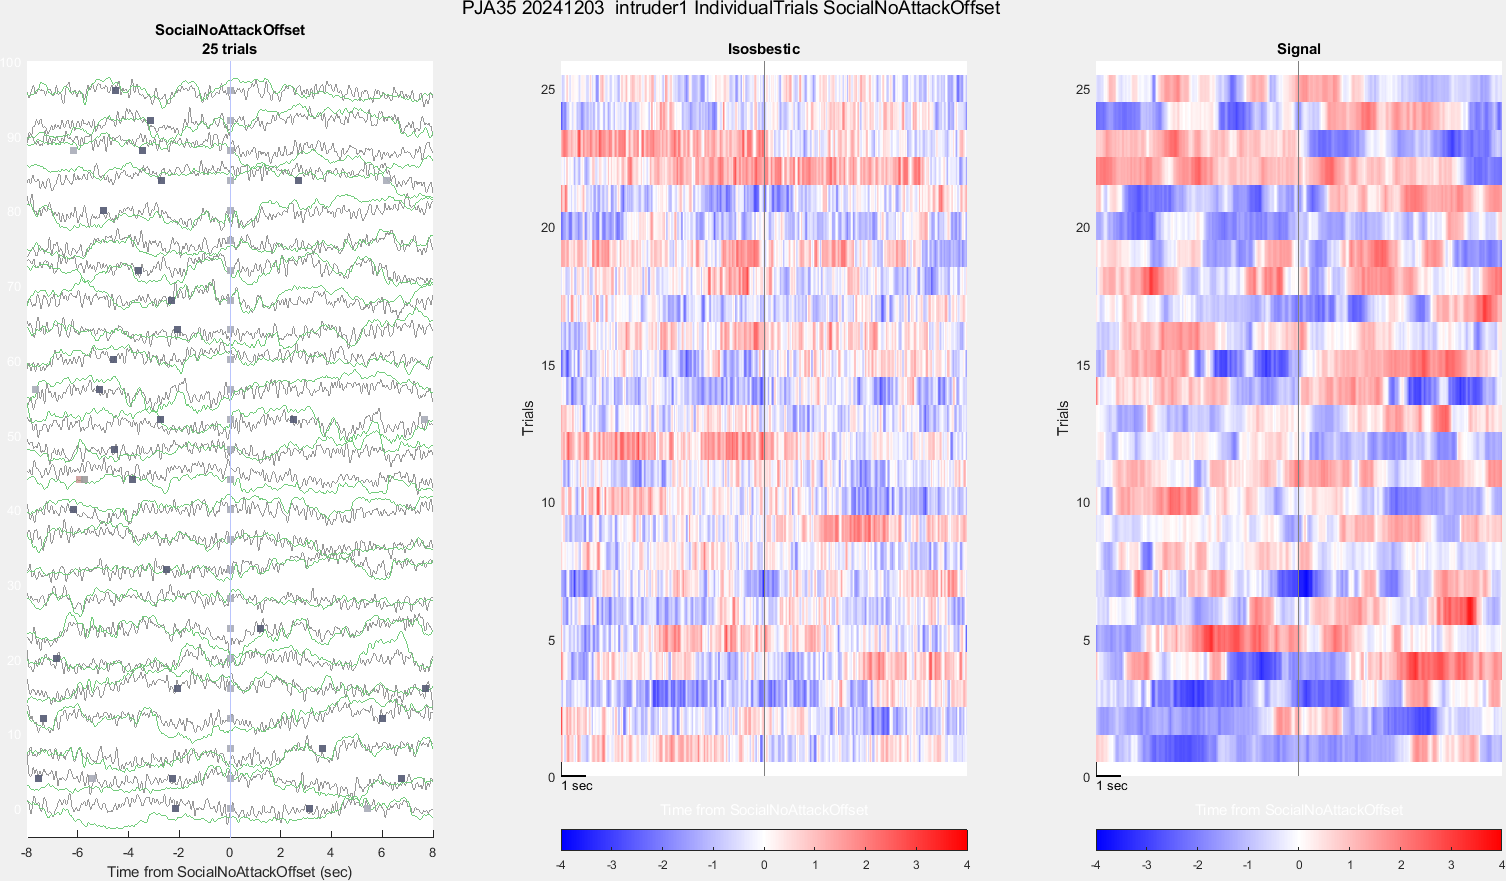 PJA35 20241203  intruder1 IndividualTrials SocialNoAttackOffset
SocialNoAttackOffset
25 trials
100
90
80
70
60
50
40
30
20
10
0
-8 -6 -4 -2 0 2 4 6 8
Time from SocialNoAttackOffset (sec)
Isosbestic
25
20
15
10
5
0
Trials
1 sec
Time from SocialNoAttackOffset
-4 -3 -2 -1 0 1 2 3 4
Signal
25
20
15
10
5
0
Trials
1 sec
Time from SocialNoAttackOffset
-4 -3 -2 -1 0 1 2 3 4